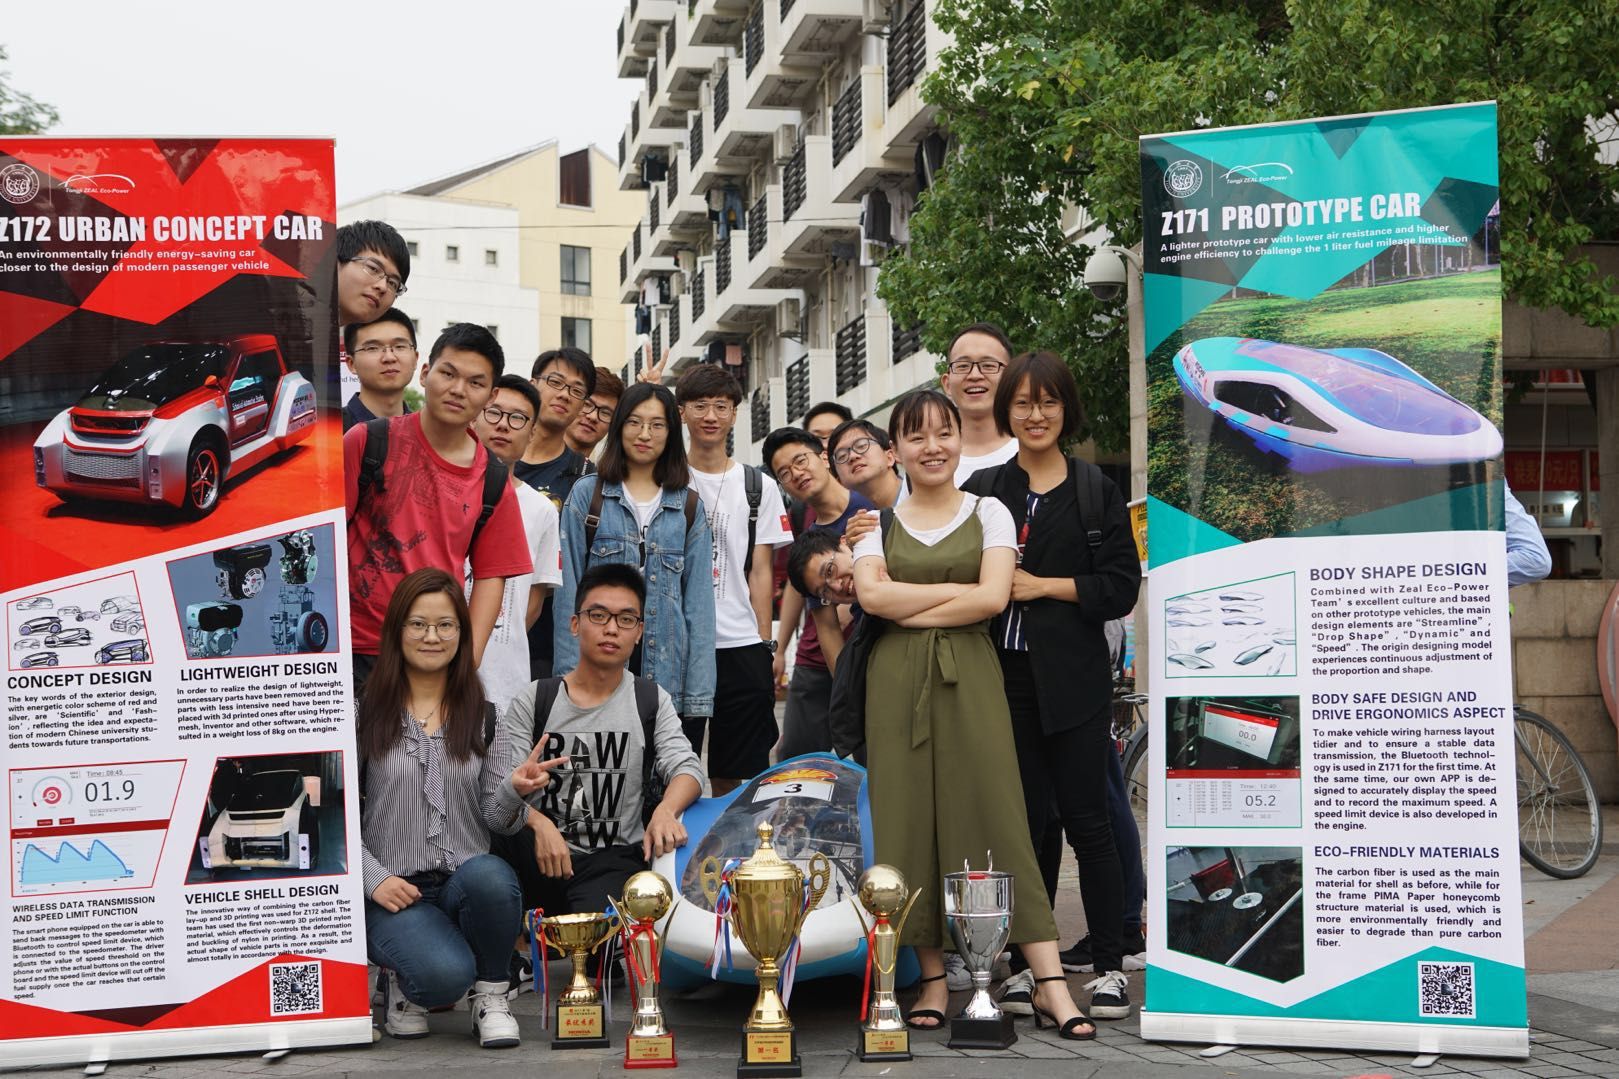 Tongji ZEAL Eco-Power
Z172 URBAN CONCEPT CAR
An environmentally friendly energy-saving car
closer to the design of modern passenger vehicle
CONCEPT DESIGN
The key words of the exterior design,
with energetic color scheme of red and
silver, are 'Scientific' and 'Fash-
ion', reflecting the idea and expecta-
tion of modern Chinese university stu-
dents towards future transportations.
LIGHTWEIGHT DESIGN
In order to realize the design of lightweight,
unnecessary parts have been removed and the
parts with less intensive need have been re-
placed with 3d printed ones after using Hyper-
mesh, inventor and other software, which re-
sulted in a weight loss of 8kg on the engine.
Time: 08:45
01.9
WIRELESS DATA TRANSMISSION
AND SPEED LIMIT FUNCTION
The smart phone equipped on the car is able to
send back messages to the speedometer with
Bluetooth to control speed limit device, which
is connected to the speedometer. The driver
adjusts the value of speed threshold on the
phone or with the actual buttons on the control
board and the speed limit device will cut off the
fuel supply once the car reaches that certain
speed.
VEHICLE SHELL DESIGN
The innovative way of combining the carbon fiber
lay-up and 3D printing was used for Z172 shell. The
team has used the first non-warp 3D printed nylon
material, which effectively controls the deformation
and buckling of nylon in printing. As a result, the
actual shape of vehicle parts is more exquisite and
almost totally in accordance with the design.
RAW
RAW
RAW
3
最优秀奖
HONDA
一等奖
HONDA
第一名
HONDA
一等奖
HONDA
Tongji ZEAL Eco-Power
Z171 PROTOTYPE CAR
A lighter prototype car with lower air resistance and higher
engine efficiency to challenge the 1 liter fuel mileage limitation
BODY SHAPE DESIGN
Combined with Zeal Eco-Power
Team's excellent culture and based
on other prototype vehicles, the main
design elements are "Streamline",
"Drop Shape", "Dynamic" and
"Speed". The origin designing model
experiences continuous adjustment of
the proportion and shape.
00.0
Time: 12:40
05.2
BODY SAFE DESIGN AND
DRIVE ERGONOMICS ASPECT
To make vehicle wiring harness layout
tidier and to ensure a stable data
transmission, the Bluetooth technol-
ogy is used in Z171 for the first time. At
the same time, our own APP is de-
signed to accurately display the speed
and to record the maximum speed. A
speed limit device is also developed in
the engine.
ECO-FRIENDLY MATERIALS
The carbon fiber is used as the main
material for shell as before, while for
the frame PIMA Paper honeycomb
structure material is used, which is
more environmentally friendly and
easier to degrade than pure carbon
fiber.